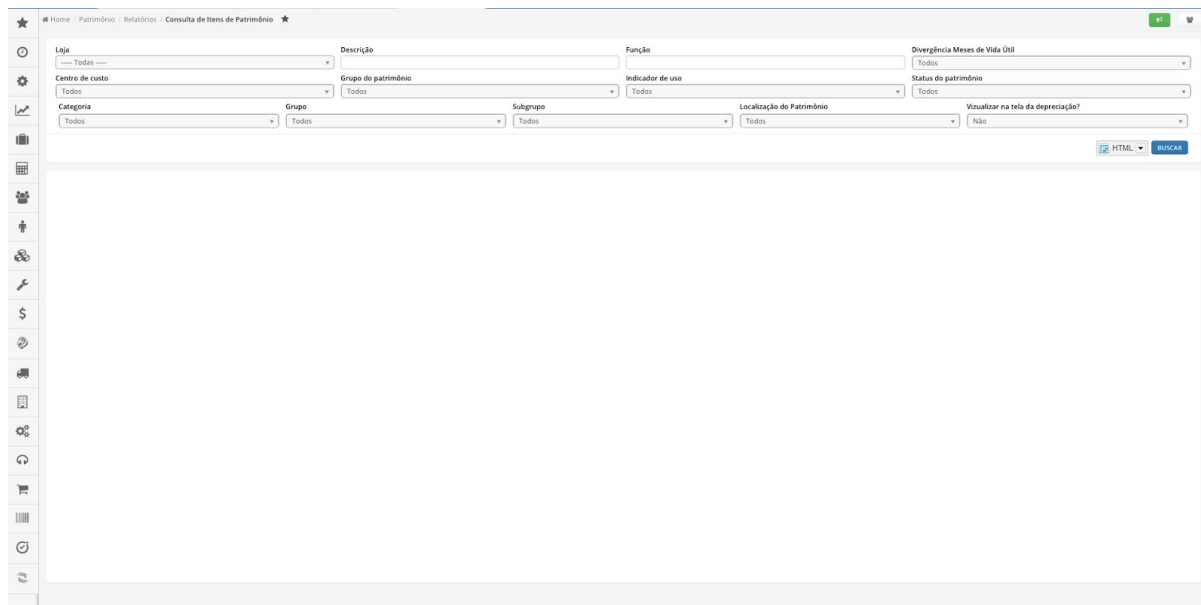 Home / Patrimônio / Relatórios / Consulta de Itens de Patrimônio
Loja Descrição Função Divergência Meses de Vida Útil
---- Todas ---- Todos
Centro de custo Grupo do patrimônio Indicador de uso Status do patrimônio
Todos Todos Todos Todos
Categoria Grupo Subgrupo Localização do Patrimônio Vizualizar na tela da depreciação?
Todos Todos Todos Todos Não
HTML BUSCAR